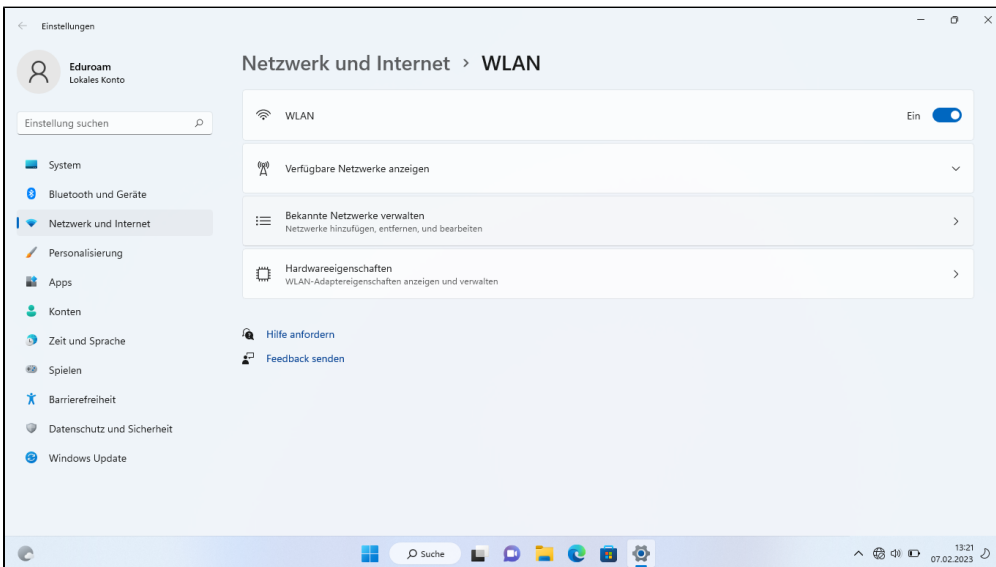 Einstellungen
Eduroam
Lokales Konto
Einstellung suchen
System
Bluetooth und Geräte
Netzwerk und Internet
Personalisierung
Apps
Konten
Zeit und Sprache
Spielen
Barrierefreiheit
Datenschutz und Sicherheit
Windows Update
Netzwerk und Internet > WLAN
WLAN
Ein
Verfügbare Netzwerke anzeigen
Bekannte Netzwerke verwalten
Netzwerke hinzufügen, entfernen, und bearbeiten
Hardwareeigenschaften
WLAN-Adaptereigenschaften anzeigen und verwalten
Hilfe anfordern
Feedback senden
Suche
13:21
07.02.2023